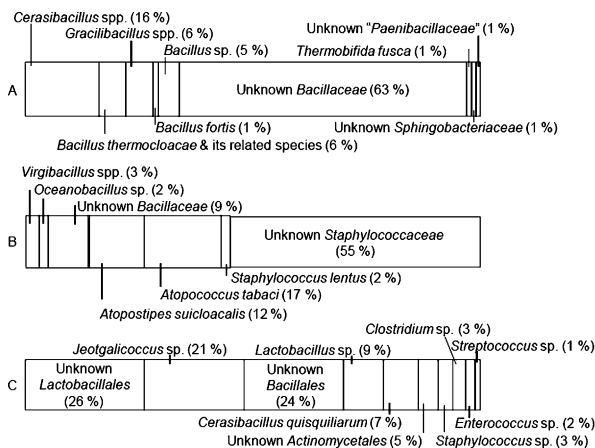 Cerasibacillus spp. (16 %)
Gracilibacillus spp. (6 %)
Unknown “Paenibacillaceae” (1 %)
Bacillus sp. (5 %)
Thermobifida fusca (1 %)
A
Unknown Bacillaceae (63 %)
Bacillus fortis (1 %)
Unknown Sphingobacteriaceae (1 %)
Bacillus thermocloacae & its related species (6 %)
Virgibacillus spp. (3 %)
Oceanobacillus sp. (2 %)
Unknown Bacillaceae (9 %)
B
Unknown Staphylococcaceae
(55 %)
Staphylococcus lentus (2 %)
Atopococcus tabaci (17 %)
Atopostipes suicloacalis (12 %)
Clostridium sp. (3 %)
Jeotgalicoccus sp. (21 %)
Lactobacillus sp. (9 %)
Streptococcus sp. (1 %)
C
Unknown
Lactobacillales
(26 %)
Unknown
Bacillales
(24 %)
Cerasibacillus quisquiliarum (7 %)
Enterococcus sp. (2 %)
Unknown Actinomycetales (5 %)
Staphylococcus sp. (3 %)